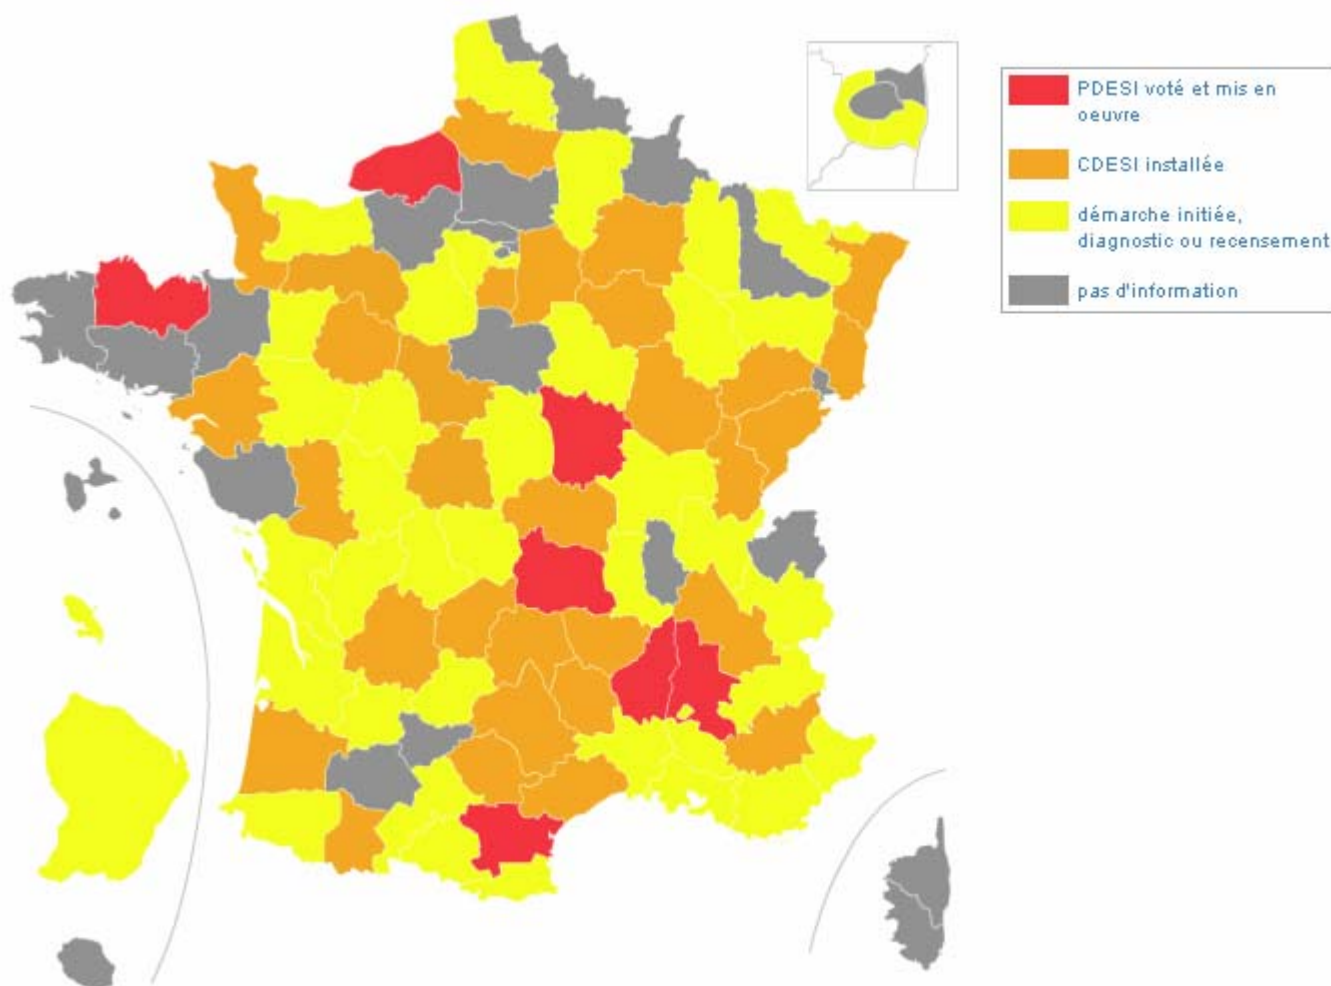 PDESI voté et mis en
oeuvre
CDESI installée
démarche initiée,
diagnostic ou recensement
pas d'information